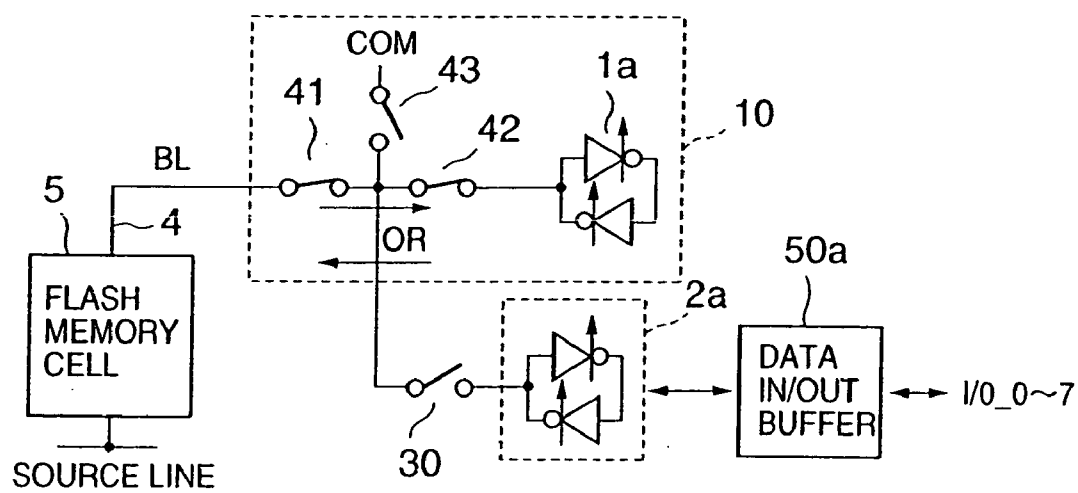 COM
43
41
1a
42
10
BL
5
4
OR
50a
2a
FLASH
MEMORY
CELL
DATA
IN/OUT
BUFFER
I/0_0~7
30
SOURCE LINE